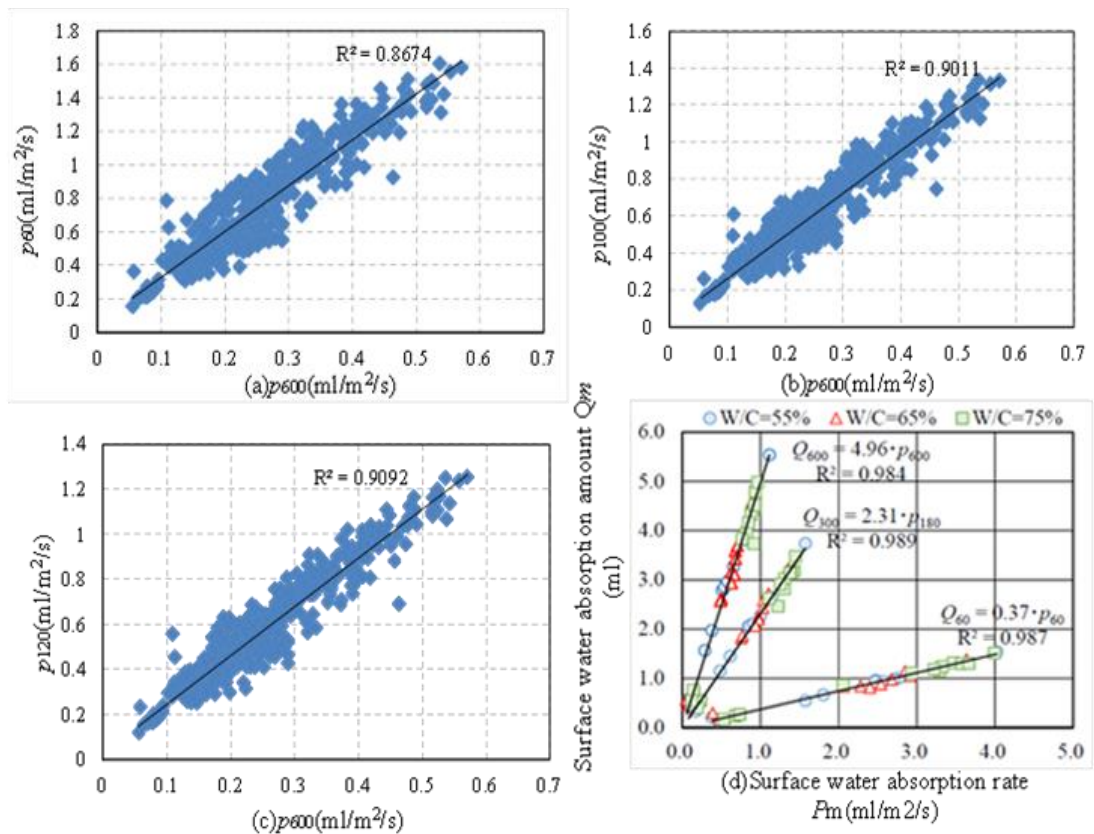 1.8
1.6
1.4
1.2
1
0.8
0.6
0.4
0.2
0
R² = 0.8674
p60(ml/m²/s)
0 0.1 0.2 0.3 0.4 0.5 0.6 0.7
(a)p600(ml/m²/s)
1.6
1.4
1.2
1
0.8
0.6
0.4
0.2
0
R² = 0.9011
p100(ml/m²/s)
0 0.1 0.2 0.3 0.4 0.5 0.6 0.7
(b)p600(ml/m²/s)
1.4
1.2
1
0.8
0.6
0.4
0.2
0
R² = 0.9092
p120(ml/m²/s)
0 0.1 0.2 0.3 0.4 0.5 0.6 0.7
(c)p600(ml/m²/s)
Surface water absorption amount Qm
(ml)
W/C=55% W/C=65% W/C=75%
6.0
5.0
4.0
3.0
2.0
1.0
0.0
Q600 = 4.96·p600
R² = 0.984
Q300 = 2.31·p180
R² = 0.989
Q60 = 0.37·p60
R² = 0.987
0.0 1.0 2.0 3.0 4.0 5.0
(d)Surface water absorption rate
Pm(ml/m2/s)